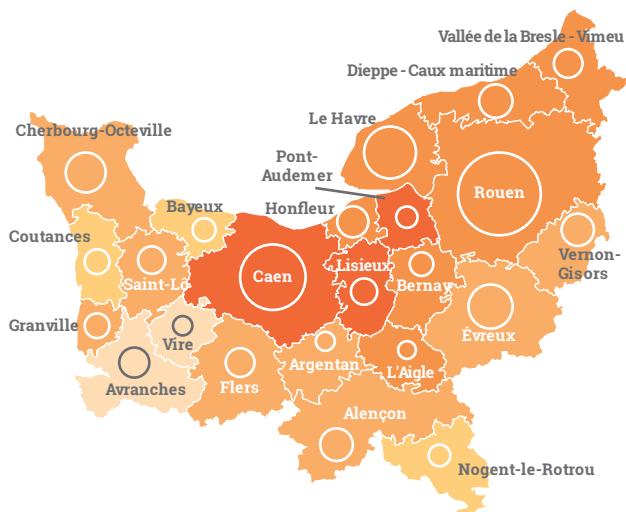 Vallée de la Bresle - Vimeu
Dieppe - Caux maritime
Le Havre
Cherbourg-Octeville
Pont-
Audemer
Rouen
Bayeux
Honfleur
Coutances
Vernon-
Gisors
Caen
Lisieux
Saint-Lô
Bernay
Granville
Vire
Évreux
Argentan
L'Aigle
Avranches
Flers
Alençon
Nogent-le-Rotrou